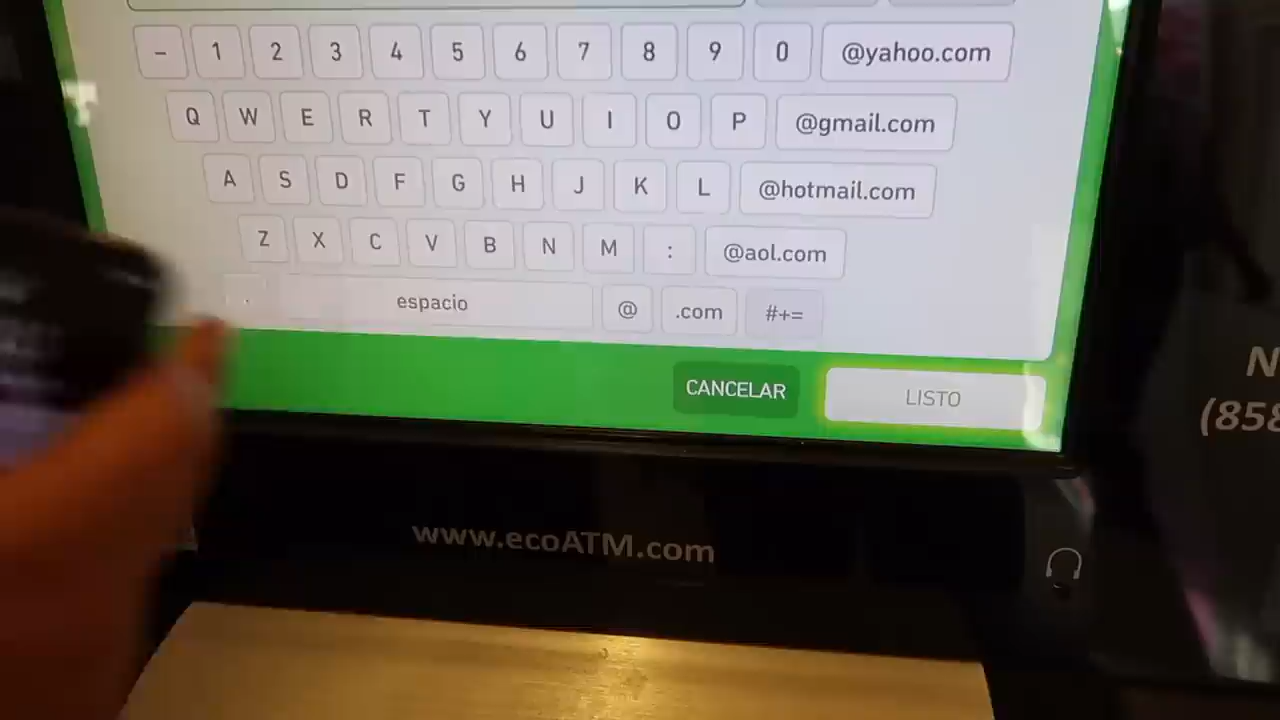 - 1 2 3 4 5 6 7 8 9 0 @yahoo.com
Q W E R T Y U I O P @gmail.com
A S D F G H J K L @hotmail.com
Z X C V B N M : @aol.com
. espacio @ .com #+=
CANCELAR LISTO
www.ecoATM.com
N
(858